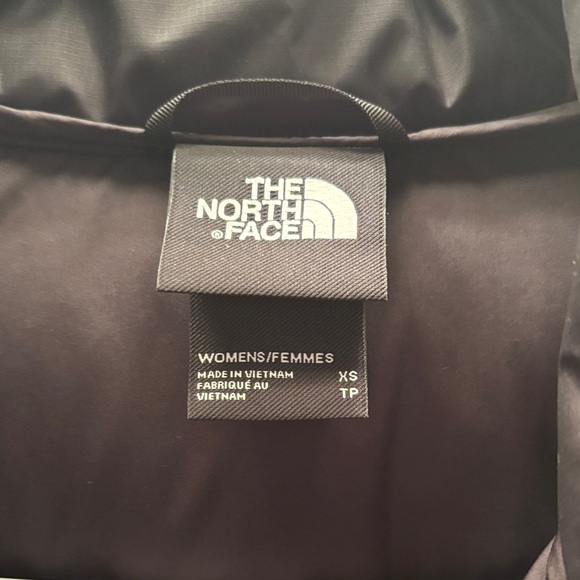 THE
NORTH
® FACE
WOMENS/FEMMES
MADE IN VIETNAM XS
FABRIQUÉ AU
VIETNAM TP